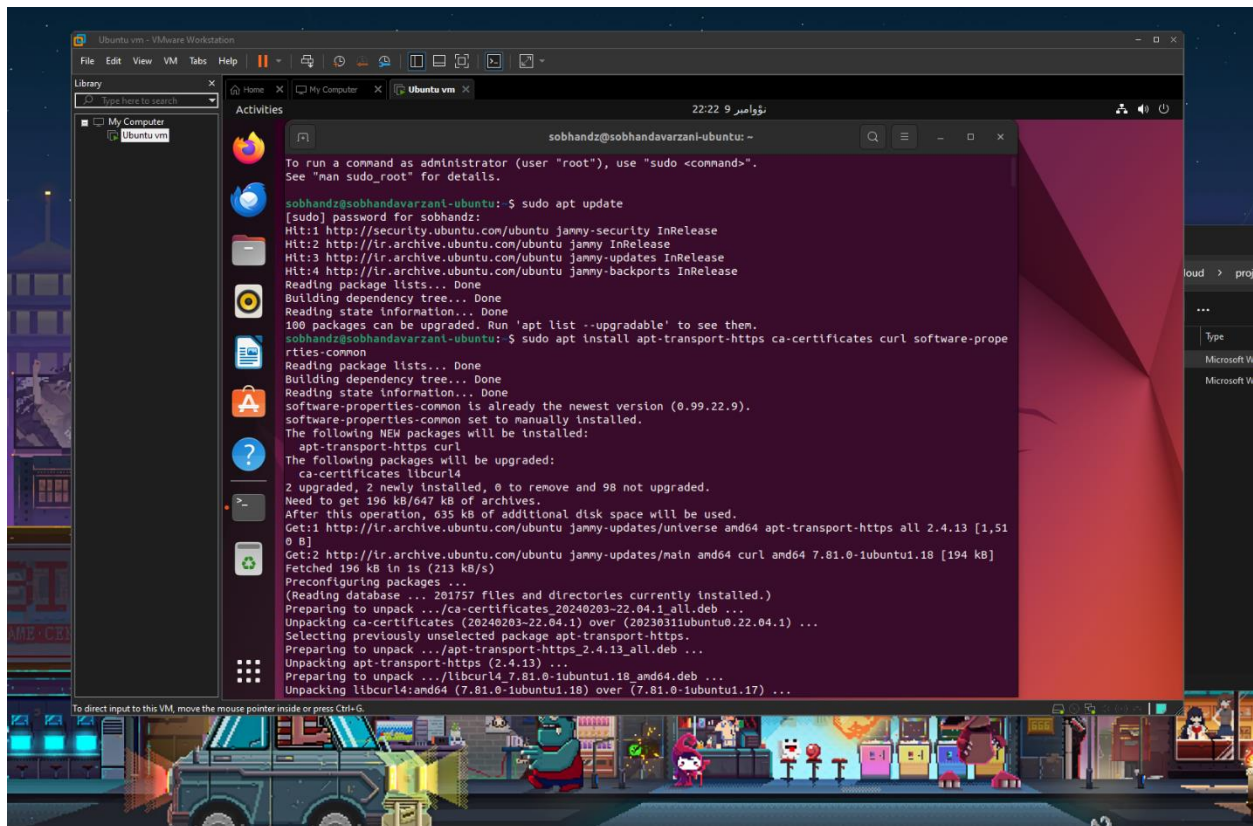 Ubuntu vm - VMware Workstation
File Edit View VM Tabs Help
Library
Type here to search
My Computer
Ubuntu vm
Home
My Computer
Ubuntu vm
Activities
نؤوامبر 9 22:22
sobhandz@sobhandavarzani-ubuntu: ~
To run a command as administrator (user "root"), use "sudo <command>".
See "man sudo_root" for details.
sobhandz@sobhandavarzani-ubuntu:~$ sudo apt update
[sudo] password for sobhandz:
Hit:1 http://security.ubuntu.com/ubuntu jammy-security InRelease
Hit:2 http://ir.archive.ubuntu.com/ubuntu jammy InRelease
Hit:3 http://ir.archive.ubuntu.com/ubuntu jammy-updates InRelease
Hit:4 http://ir.archive.ubuntu.com/ubuntu jammy-backports InRelease
Reading package lists... Done
Building dependency tree... Done
Reading state information... Done
100 packages can be upgraded. Run 'apt list --upgradable' to see them.
sobhandz@sobhandavarzani-ubuntu:~$ sudo apt install apt-transport-https ca-certificates curl software-prope
rties-common
Reading package lists... Done
Building dependency tree... Done
Reading state information... Done
software-properties-common is already the newest version (0.99.22.9).
software-properties-common set to manually installed.
The following NEW packages will be installed:
apt-transport-https curl
The following packages will be upgraded:
ca-certificates libcurl4
2 upgraded, 2 newly installed, 0 to remove and 98 not upgraded.
Need to get 196 kB/647 kB of archives.
After this operation, 635 kB of additional disk space will be used.
Get:1 http://ir.archive.ubuntu.com/ubuntu jammy-updates/universe amd64 apt-transport-https all 2.4.13 [1,51
0 B]
Get:2 http://ir.archive.ubuntu.com/ubuntu jammy-updates/main amd64 curl amd64 7.81.0-1ubuntu1.18 [194 kB]
Fetched 196 kB in 1s (213 kB/s)
Preconfiguring packages ...
(Reading database ... 201757 files and directories currently installed.)
Preparing to unpack .../ca-certificates_20240203~22.04.1_all.deb ...
Unpacking ca-certificates (20240203~22.04.1) over (20230311ubuntu0.22.04.1) ...
Selecting previously unselected package apt-transport-https.
Preparing to unpack .../apt-transport-https_2.4.13_all.deb ...
Unpacking apt-transport-https (2.4.13) ...
Preparing to unpack .../libcurl4_7.81.0-1ubuntu1.18_amd64.deb ...
Unpacking libcurl4:amd64 (7.81.0-1ubuntu1.18) over (7.81.0-1ubuntu1.17) ...
To direct input to this VM, move the mouse pointer inside or press Ctrl+G.
loud > proj
Type
Microsoft W
Microsoft W